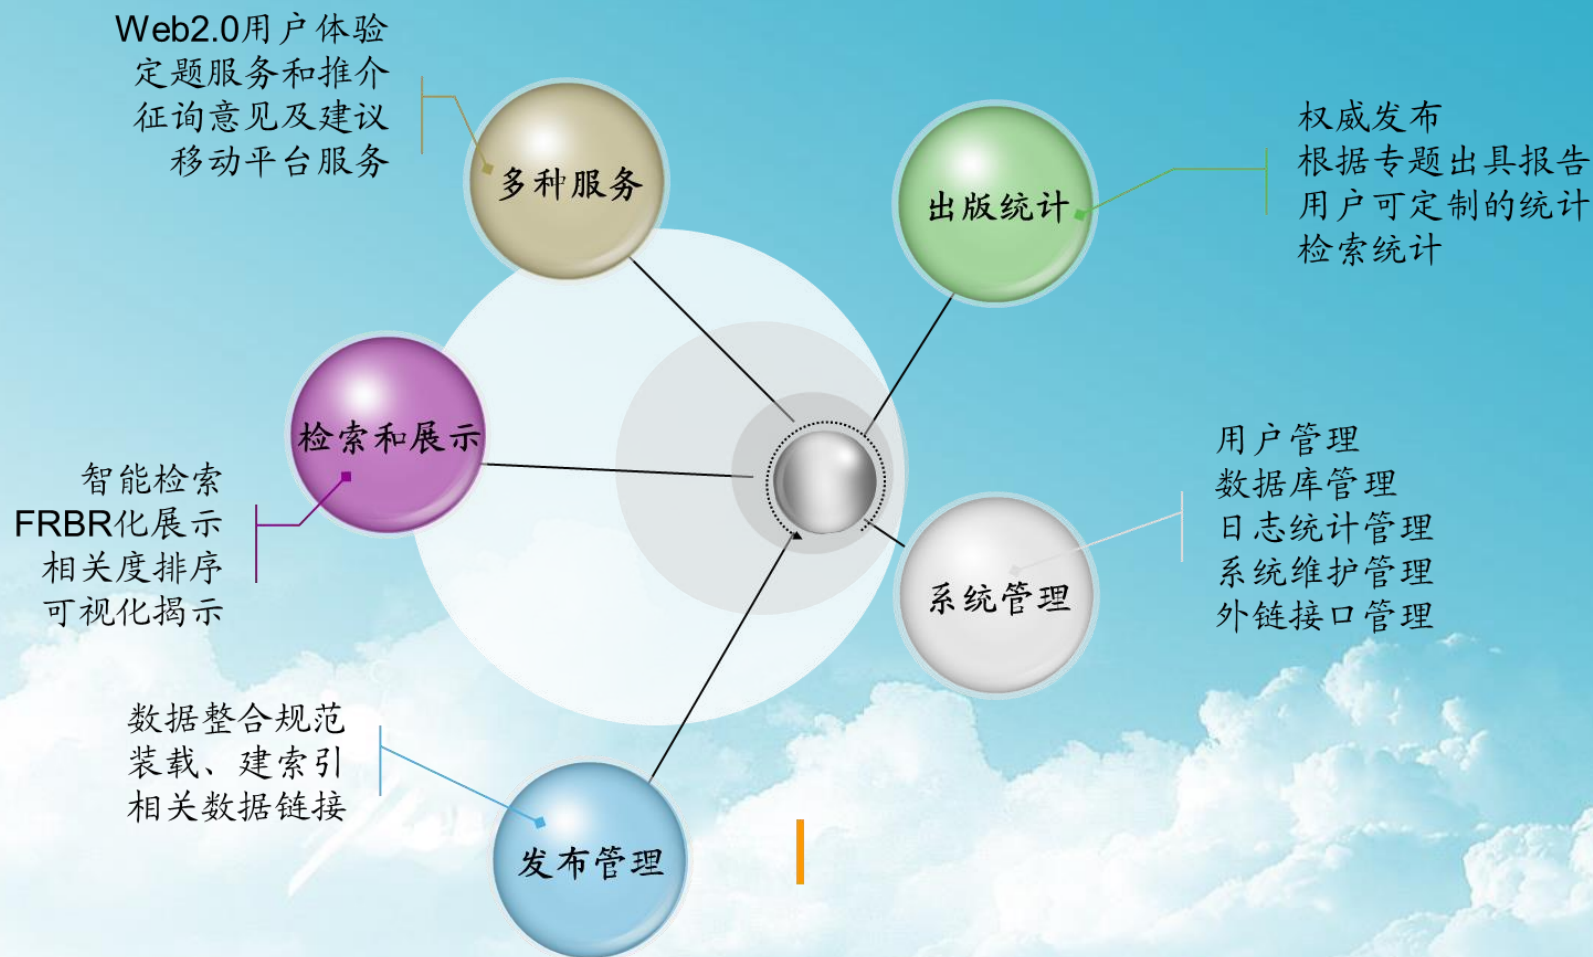 Web2.0用户体验
定题服务和推介
征询意见及建议
移动平台服务
多种服务
出版统计
权威发布
根据专题出具报告
用户可定制的统计
检索统计
检索和展示
智能检索
FRBR化展示
相关度排序
可视化揭示
系统管理
用户管理
数据库管理
日志统计管理
系统维护管理
外链接口管理
数据整合规范
装载、建索引
相关数据链接
发布管理